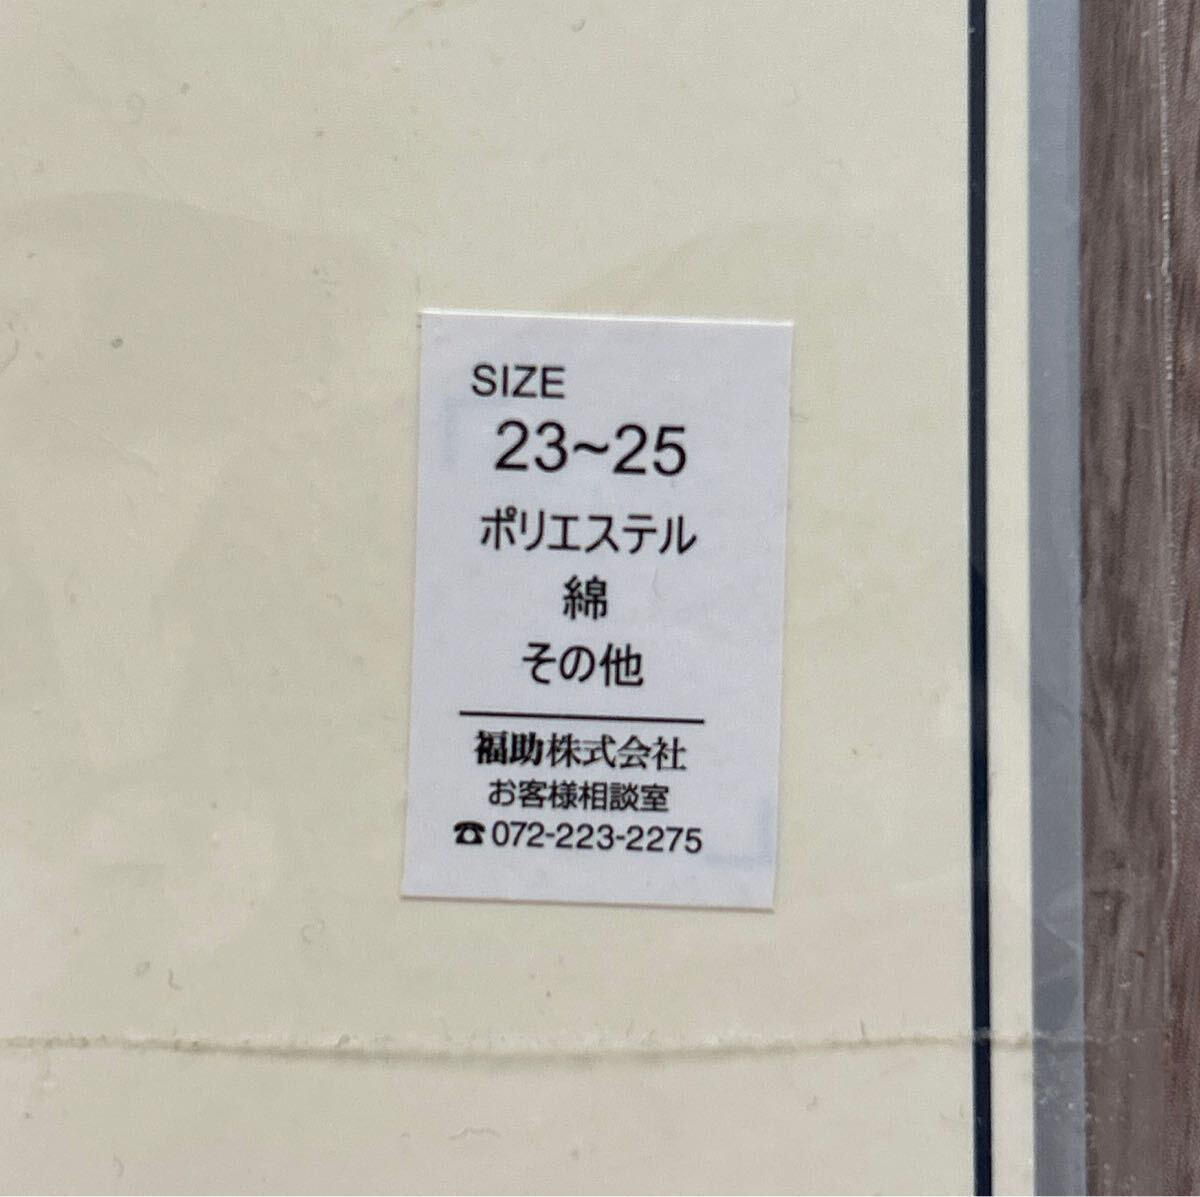 SIZE
23~25
ポリエステル
綿
その他
福助株式会社
お客様相談室
☎072-223-2275